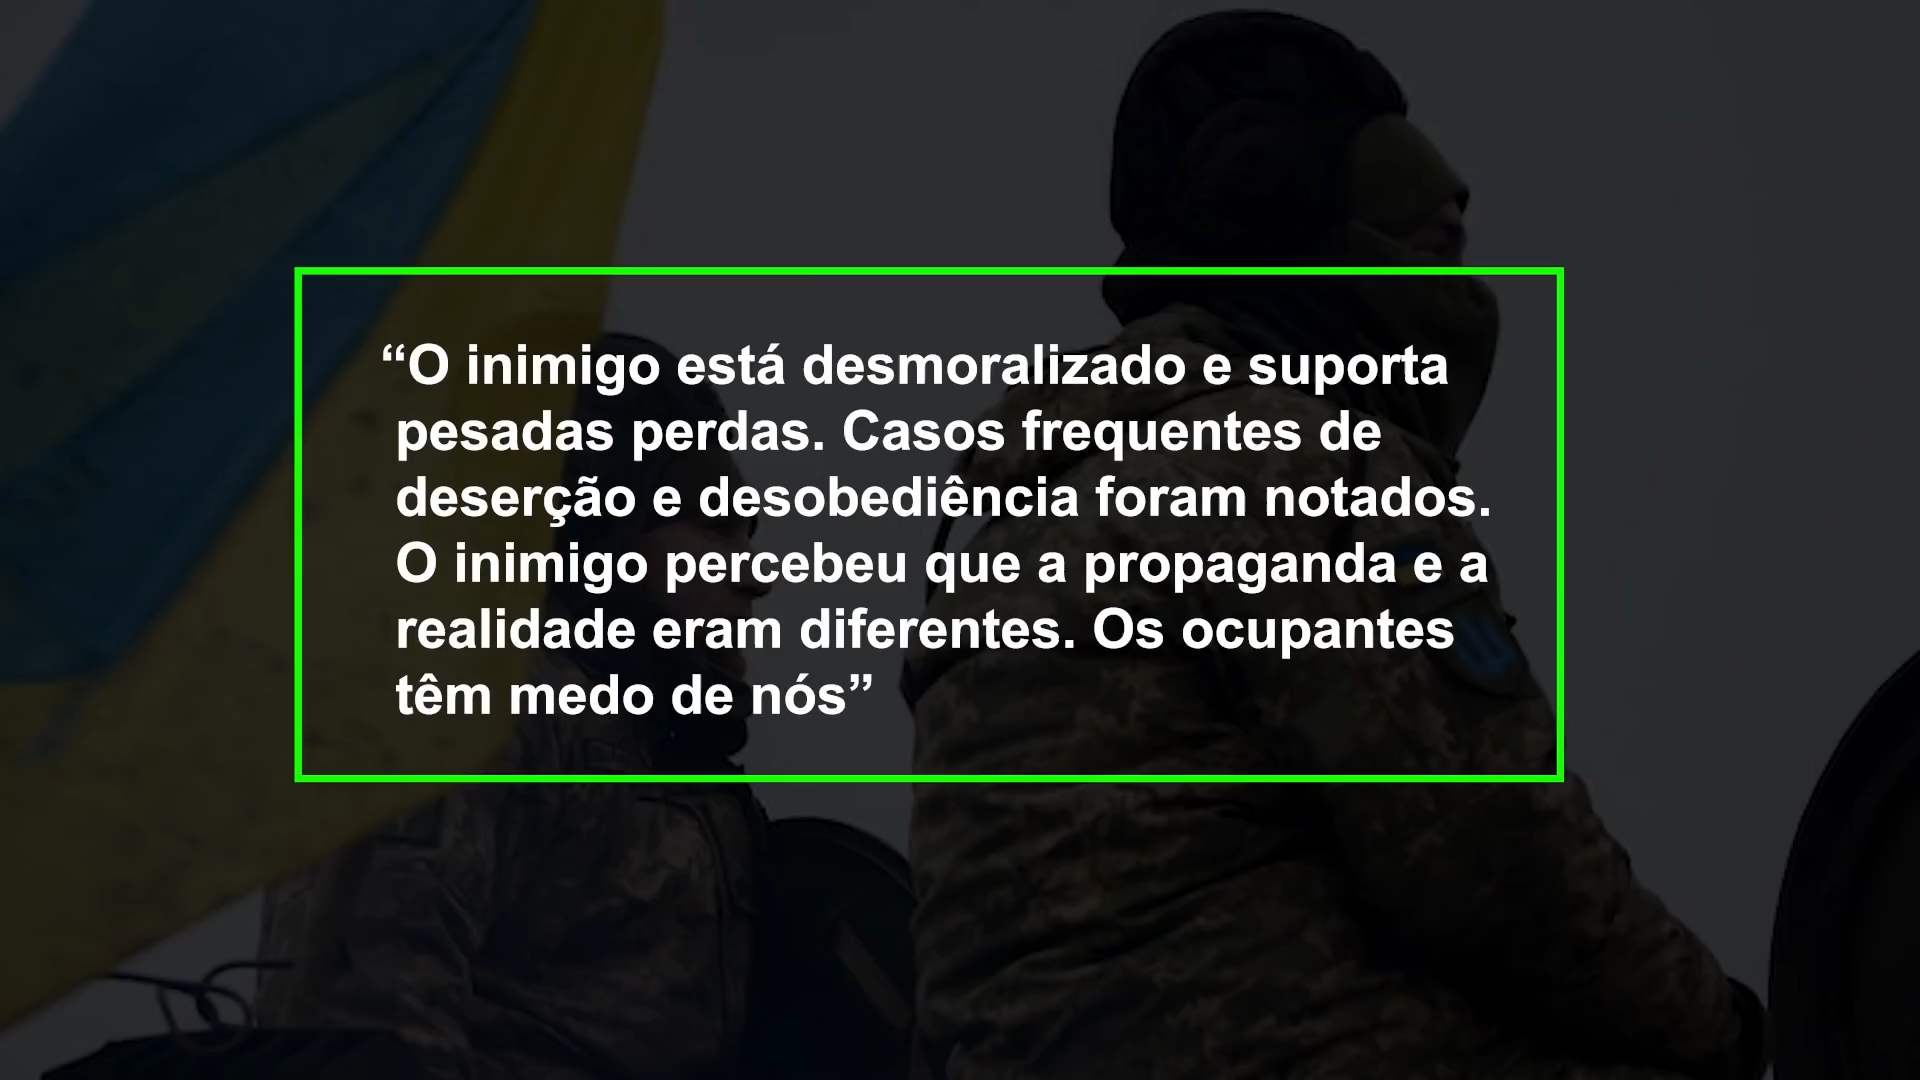 “O inimigo está desmoralizado e suporta
pesadas perdas. Casos frequentes de
deserção e desobediência foram notados.
O inimigo percebeu que a propaganda e a
realidade eram diferentes. Os ocupantes
têm medo de nós”